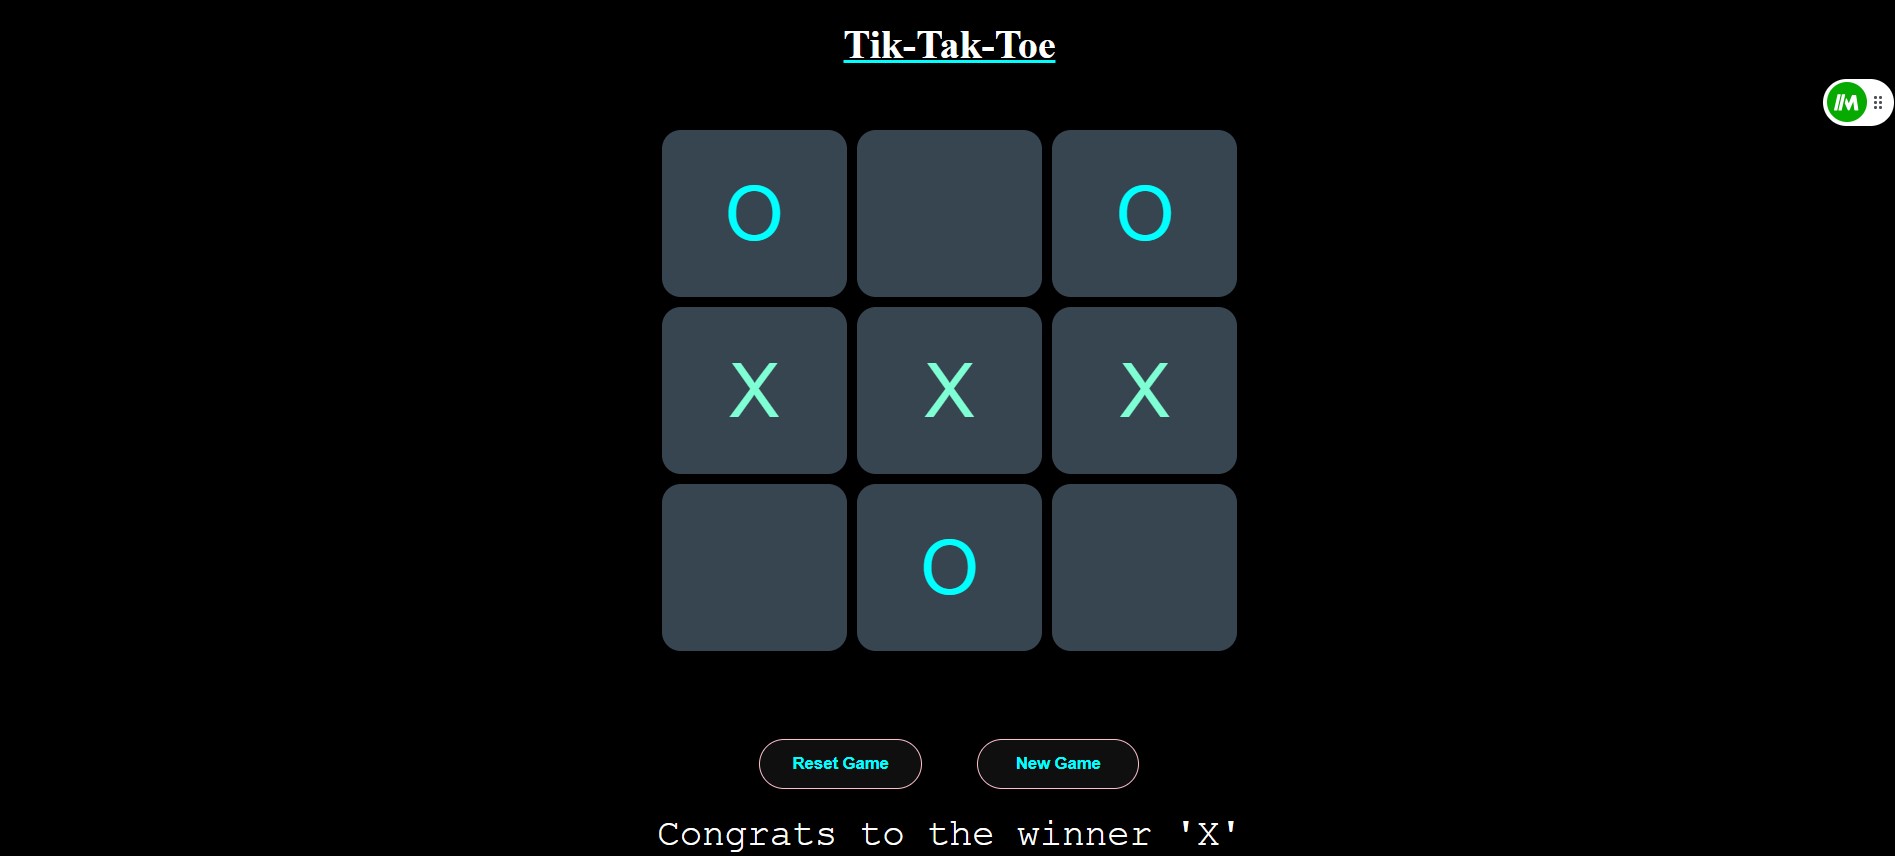 Tik-Tak-Toe
O O
X X X
O
Reset Game New Game
Congrats to the winner 'X'